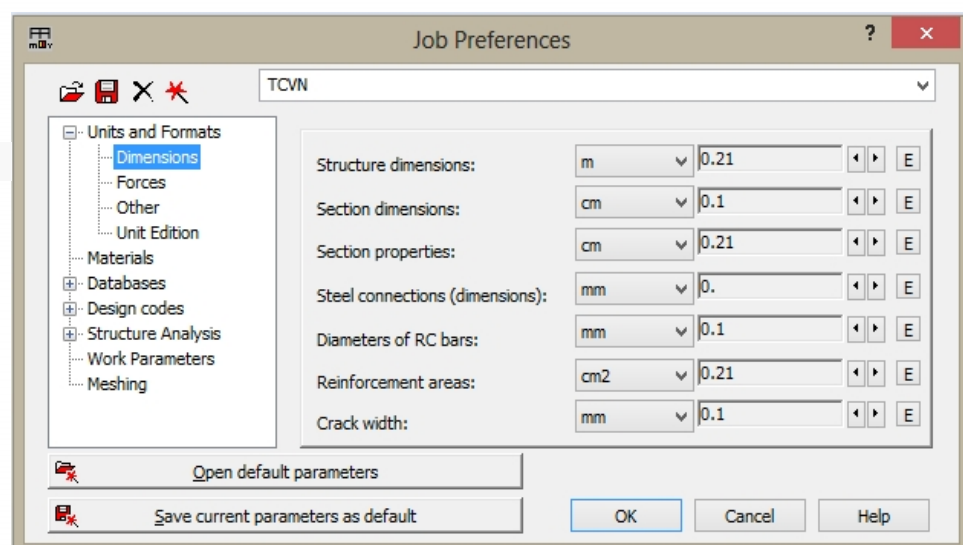 Job Preferences
?
TCVN
Units and Formats
Dimensions
Forces
Other
Unit Edition
Materials
Databases
Design codes
Structure Analysis
Work Parameters
Meshing
Structure dimensions: m 0.21 E
Section dimensions: cm 0.1 E
Section properties: cm 0.21 E
Steel connections (dimensions): mm 0. E
Diameters of RC bars: mm 0.1 E
Reinforcement areas: cm2 0.21 E
Crack width: mm 0.1 E
Open default parameters
Save current parameters as default
OK Cancel Help